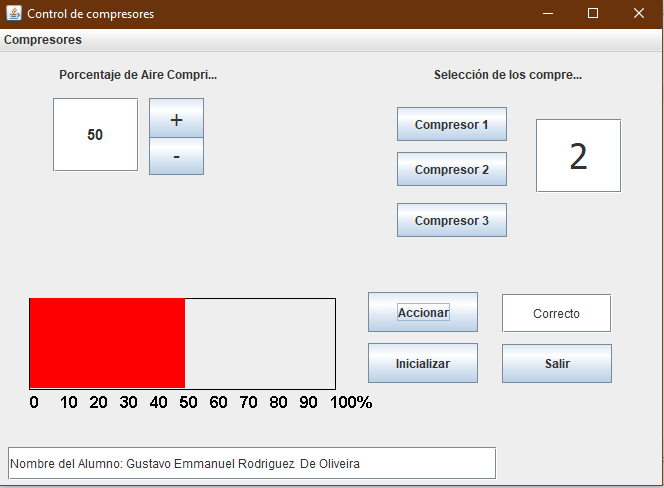 Control de compresores
Compresores
Porcentaje de Aire Compri...
Selección de los compre...
50
+
-
Compresor 1
Compresor 2
Compresor 3
2
Accionar
Correcto
Inicializar
Salir
0 10 20 30 40 50 60 70 80 90 100%
Nombre del Alumno: Gustavo Emmanuel Rodriguez De Oliveira